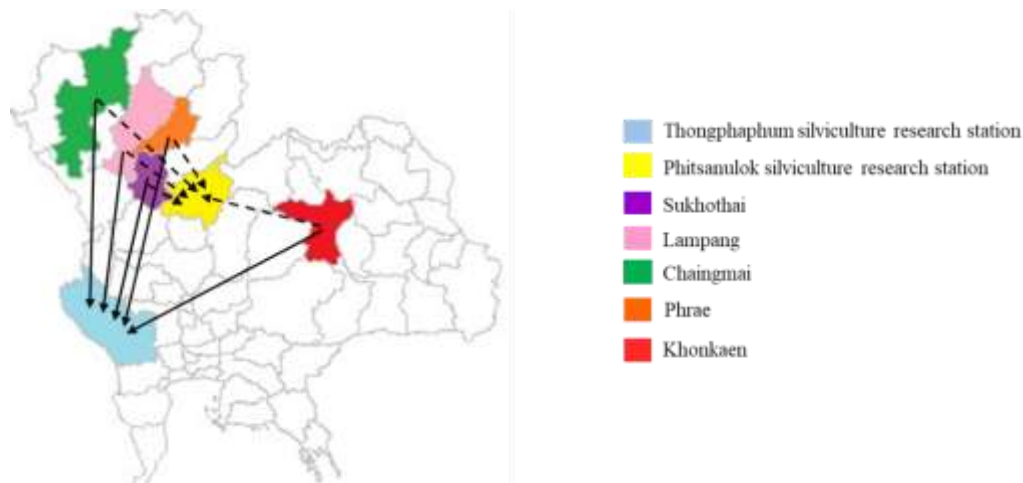 Thongphaphum silviculture research station
Phitsanulok silviculture research station
Sukhothai
Lampang
Chaingmai
Phrae
Khonkaen